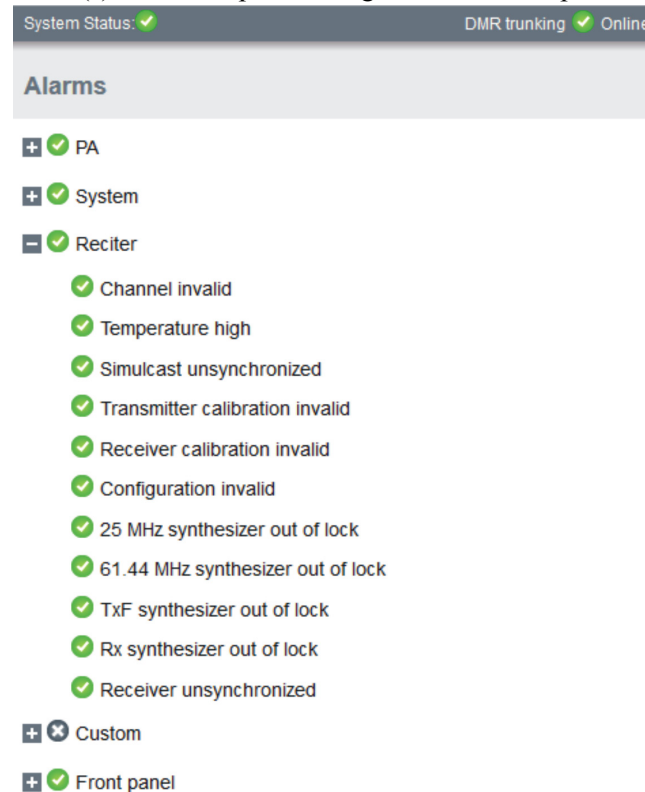 System Status: DMR trunking Online
Alarms
PA
System
Reciter
Channel invalid
Temperature high
Simulcast unsynchronized
Transmitter calibration invalid
Receiver calibration invalid
Configuration invalid
25 MHz synthesizer out of lock
61.44 MHz synthesizer out of lock
TxF synthesizer out of lock
Rx synthesizer out of lock
Receiver unsynchronized
Custom
Front panel